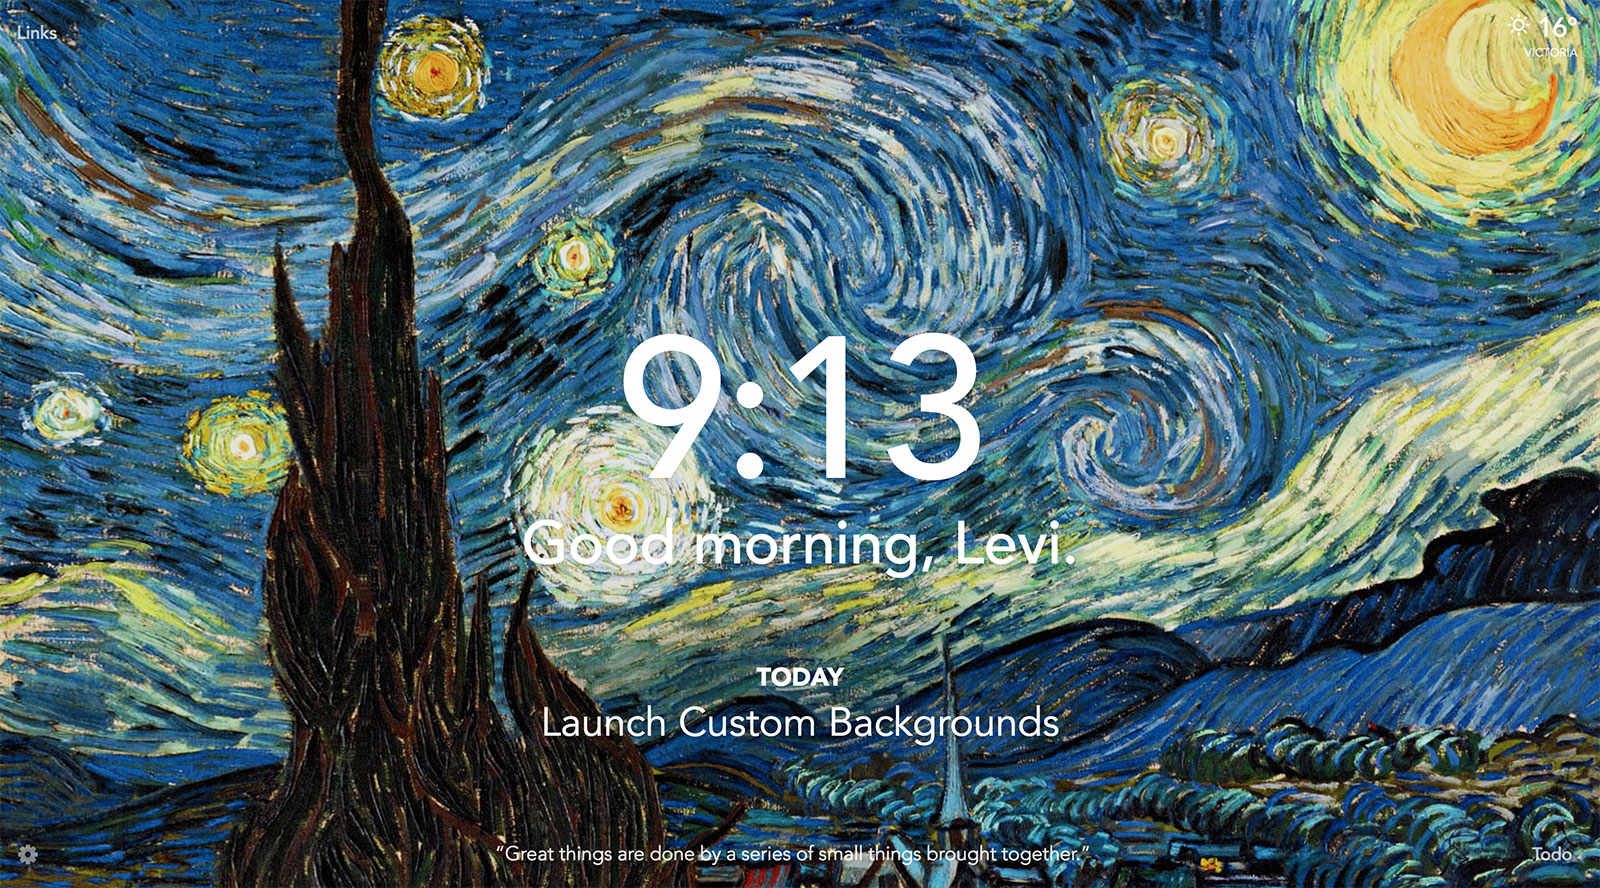 Links
16°
VICTORIA
9:13
Good morning, Levi.
TODAY
Launch Custom Backgrounds
“Great things are done by a series of small things brought together.”
Todo